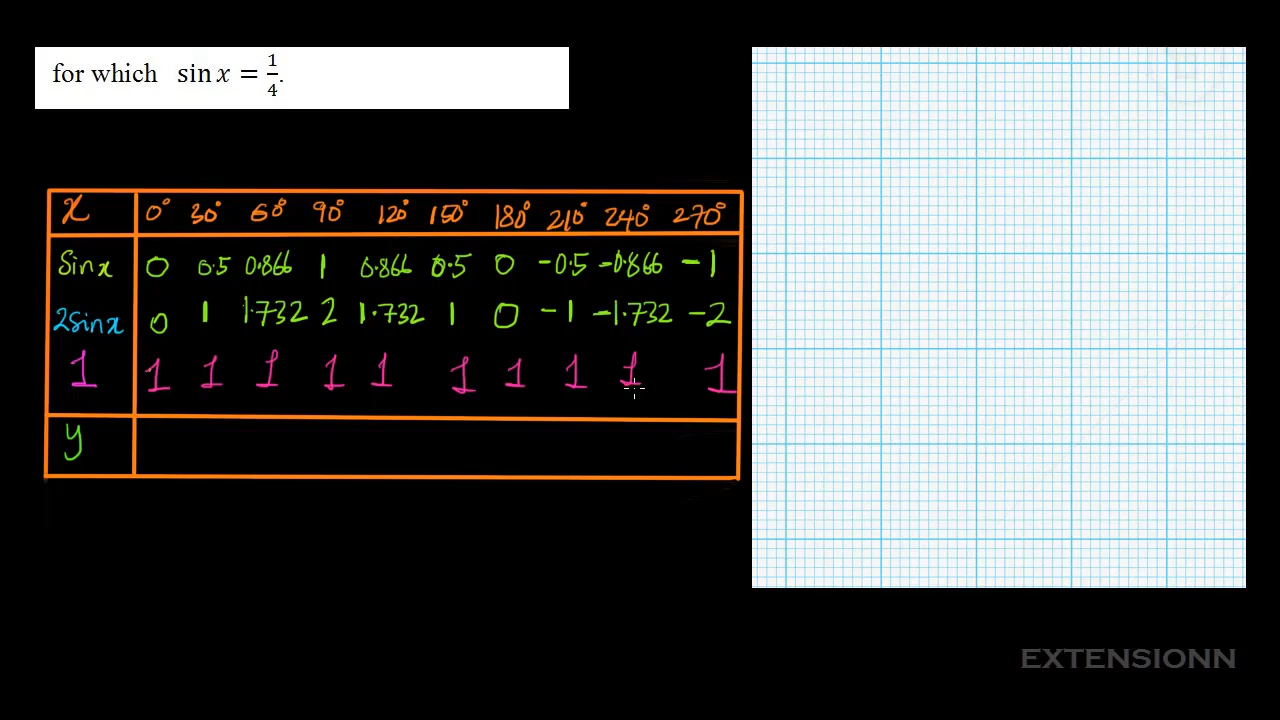 for which sin x = 1/4.
x 0° 30° 60° 90° 120° 150° 180° 210° 240° 270°
Sinx 0 0.5 0.866 1 0.866 0.5 0 -0.5 -0.866 -1
2Sinx 0 1 1.732 2 1.732 1 0 -1 -1.732 -2
1 1 1 1 1 1 1 1 1 1 1
y
EXTENSIONN